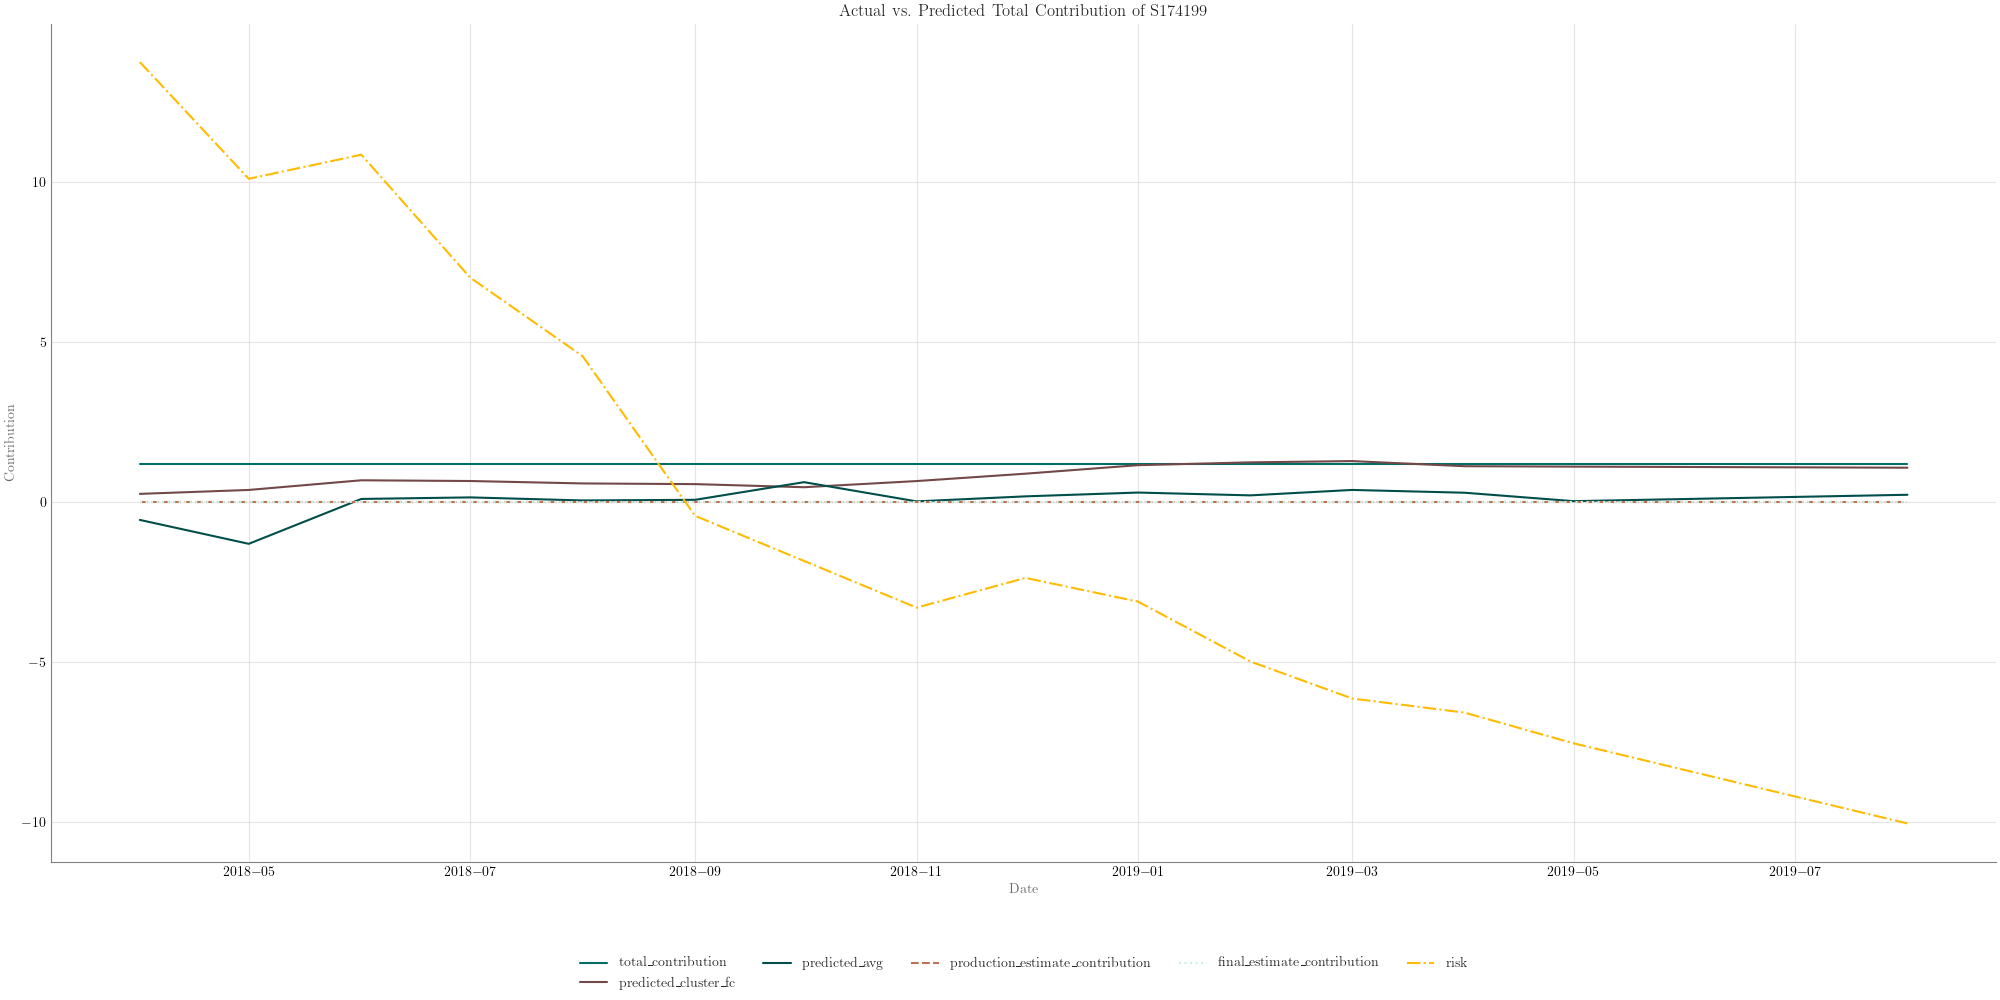 Actual vs. Predicted Total Contribution of S174199
10
5
0
−5
−10
Contribution
2018−05 2018−07 2018−09 2018−11 2019−01 2019−03 2019−05 2019−07
Date
total_contribution predicted_avg production_estimate_contribution final_estimate_contribution risk
predicted_cluster_fc